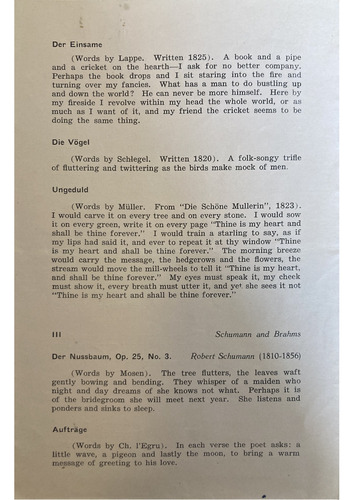 Der Einsame
(Words by Lappe. Written 1825). A book and a pipe
and a cricket on the hearth—I ask for no better company.
Perhaps the book drops and I sit staring into the fire and
turning over my fancies. What has a man to do bustling up
and down the world? He can never be more himself. Here by
my fireside I revolve within my head the whole world, or as
much as I want of it, and my friend the cricket seems to be
doing the same thing.
Die Vögel
(Words by Schlegel. Written 1820). A folk-songy trifle
of fluttering and twittering as the birds make mock of men.
Ungeduld
(Words by Müller. From "Die Schöne Mullerin", 1823).
I would carve it on every tree and on every stone. I would sow
it on every green, write it on every page "Thine is my heart and
shall be thine forever." I would train a starling to say, as if
my lips had said it, and ever to repeat it at thy window "Thine
is my heart and shall be thine forever." The morning breeze
would carry the message, the hedgerows and the flowers, the
stream would move the mill-wheels to tell it "Thine is my heart,
and shall be thine forever." My eyes must speak it, my cheek
must show it, every breath must utter it, and yet she sees it not
"Thine is my heart and shall be thine forever."
III Schumann and Brahms
Der Nussbaum, Op. 25, No. 3. Robert Schumann (1810-1856)
(Words by Mosen). The tree flutters, the leaves waft
gently bowing and bending. They whisper of a maiden who
night and day dreams of she knows not what. Perhaps it is
of the bridegroom she will meet next year. She listens and
ponders and sinks to sleep.
Aufträge
(Words by Ch. l'Egru). In each verse the poet asks: a
little wave, a pigeon and lastly the moon, to bring a warm
message of greeting to his love.